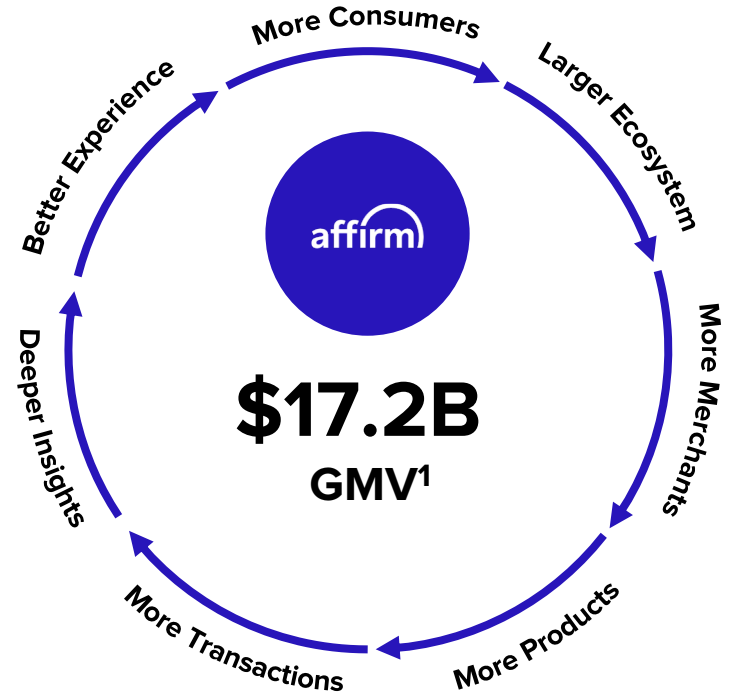 More Consumers
Larger Ecosystem
More Merchants
More Products
More Transactions
Deeper Insights
Better Experience
affirm
$17.2B
GMV¹